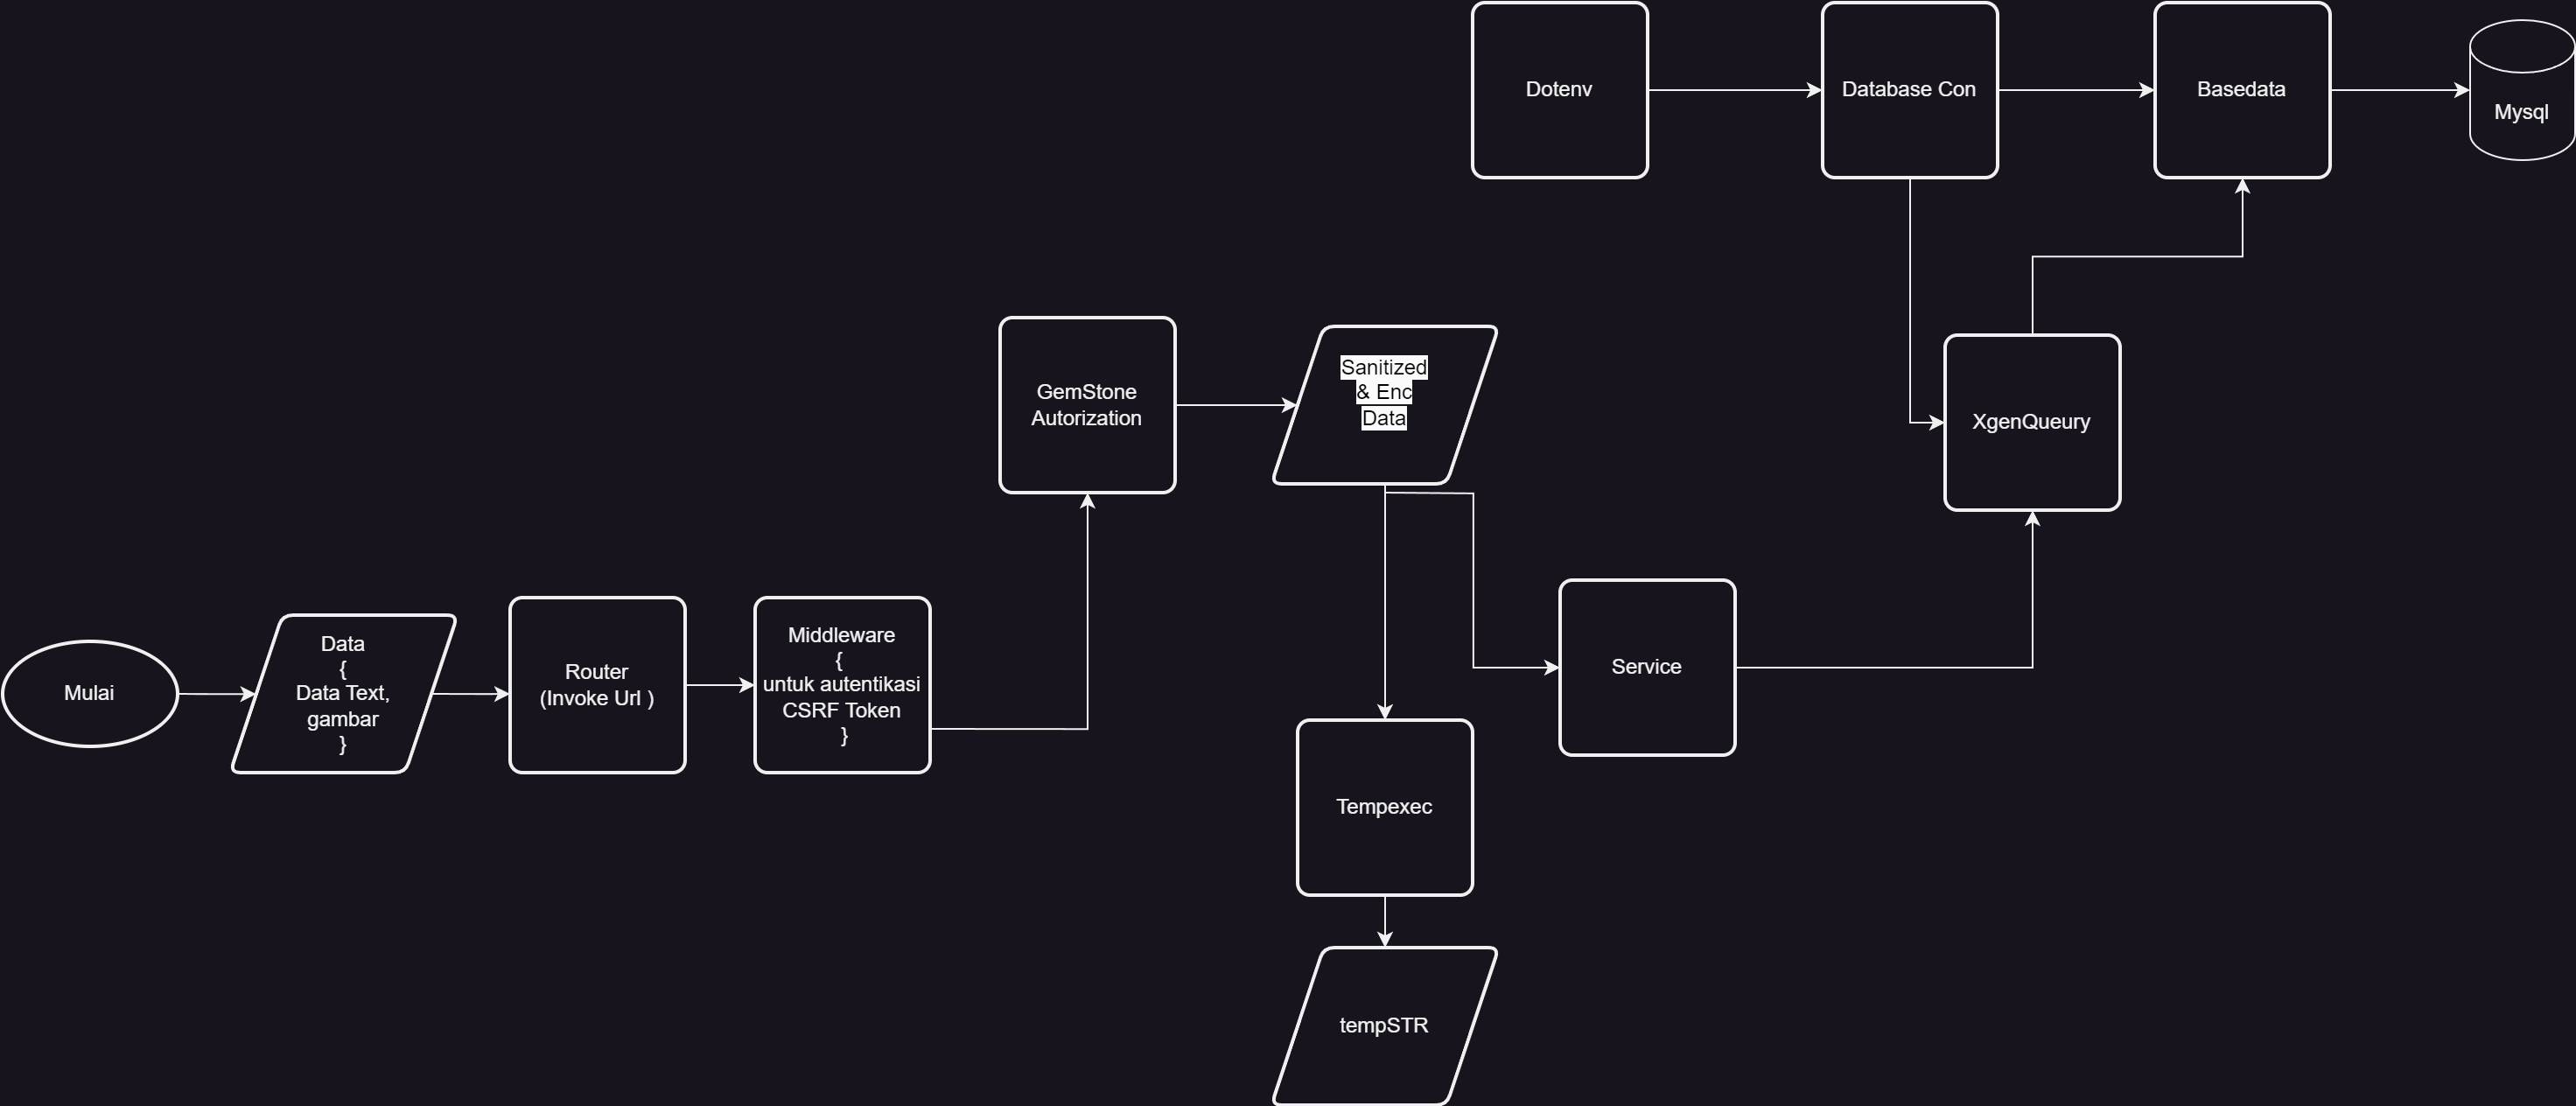 Dotenv
Database Con
Basedata
Mysql
GemStone
Autorization
Sanitized
& Enc
Data
XgenQueury
Mulai
Data
{
Data Text,
gambar
}
Router
(Invoke Url )
Middleware
{
untuk autentikasi
CSRF Token
}
Service
Tempexec
tempSTR